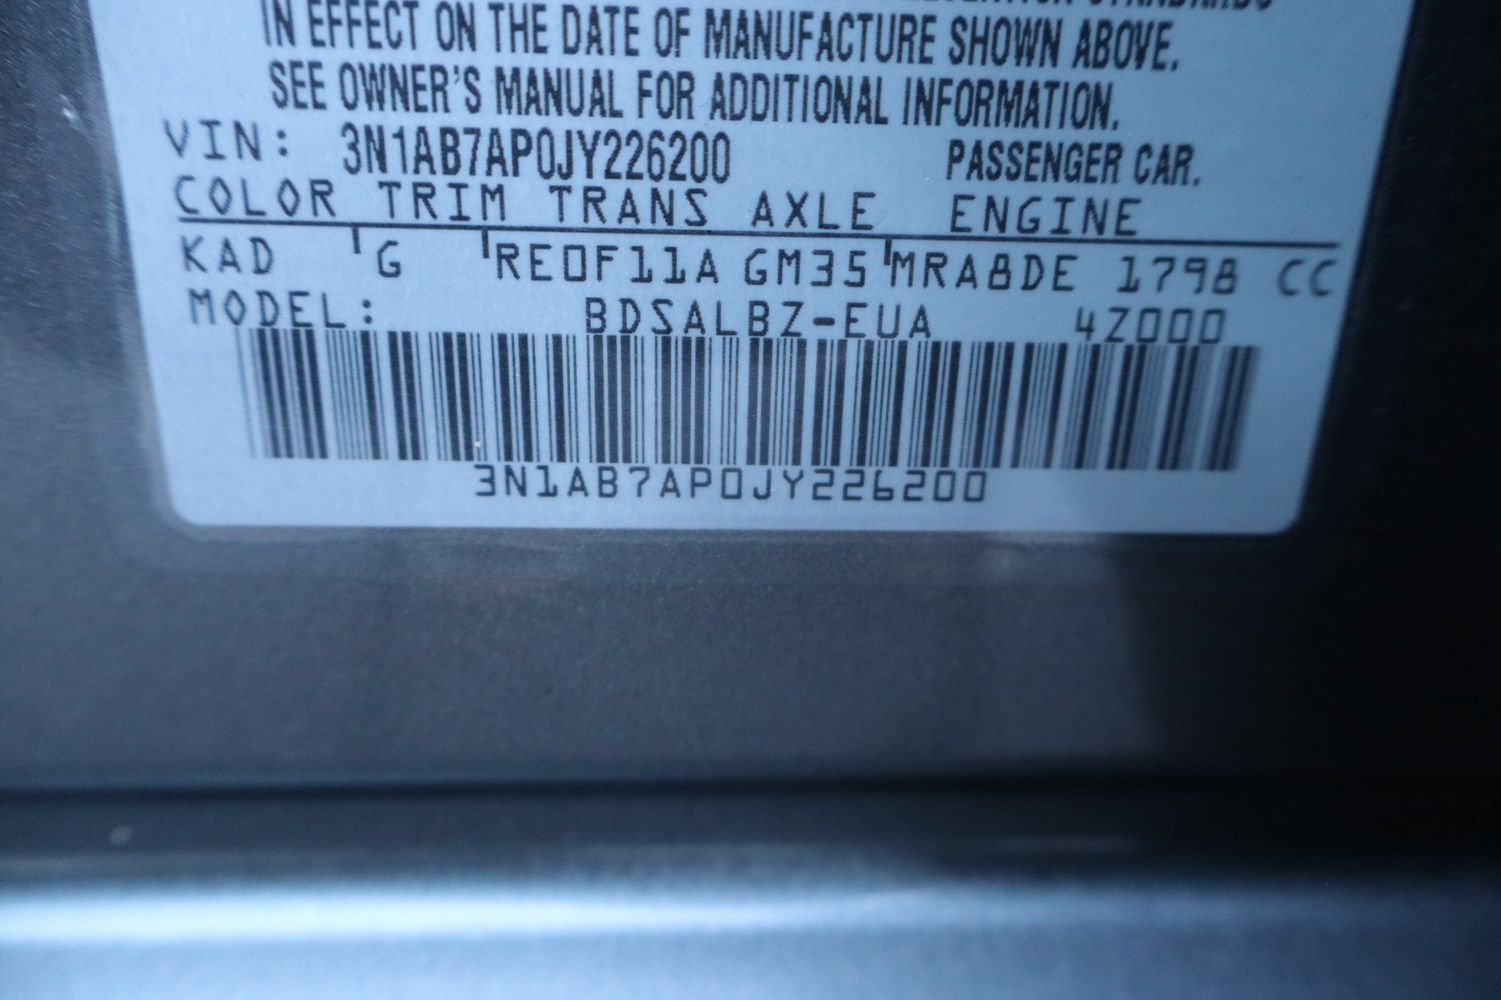 IN EFFECT ON THE DATE OF MANUFACTURE SHOWN ABOVE.
SEE OWNER'S MANUAL FOR ADDITIONAL INFORMATION.
VIN: 3N1AB7AP0JY226200 PASSENGER CAR.
COLOR TRIM TRANS AXLE ENGINE
KAD G RE0F11A GM35 MRA8DE 1798 CC
MODEL: BDSALBZ-EUA 4Z000
3N1AB7AP0JY226200